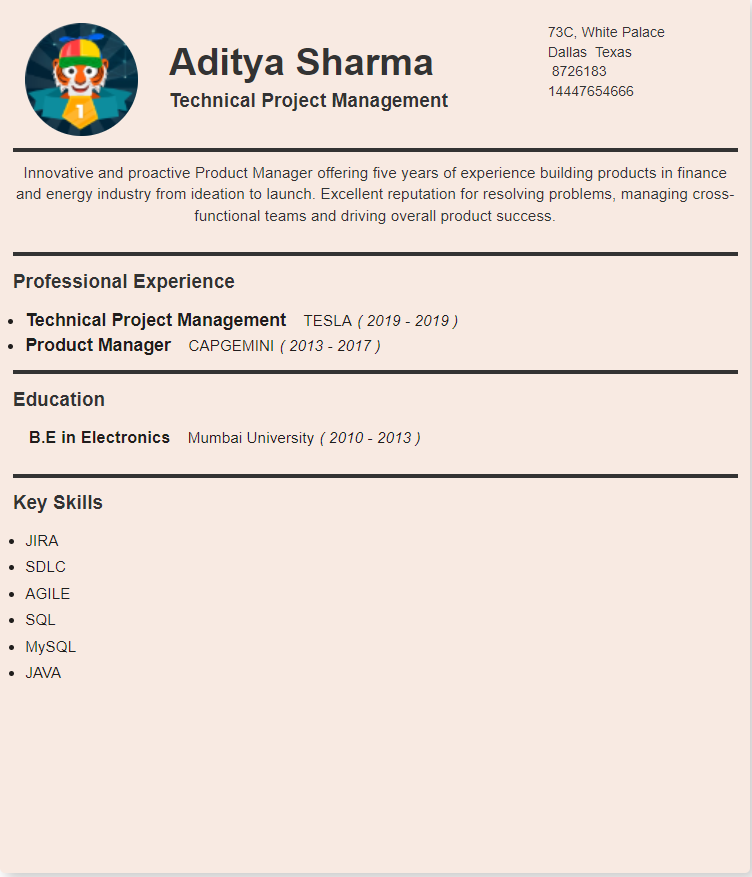 Aditya Sharma
Technical Project Management
73C, White Palace
Dallas Texas
8726183
14447654666
Innovative and proactive Product Manager offering five years of experience building products in finance
and energy industry from ideation to launch. Excellent reputation for resolving problems, managing cross-
functional teams and driving overall product success.
Professional Experience
• Technical Project Management TESLA ( 2019 - 2019 )
• Product Manager CAPGEMINI ( 2013 - 2017 )
Education
B.E in Electronics Mumbai University ( 2010 - 2013 )
Key Skills
• JIRA
• SDLC
• AGILE
• SQL
• MySQL
• JAVA
1